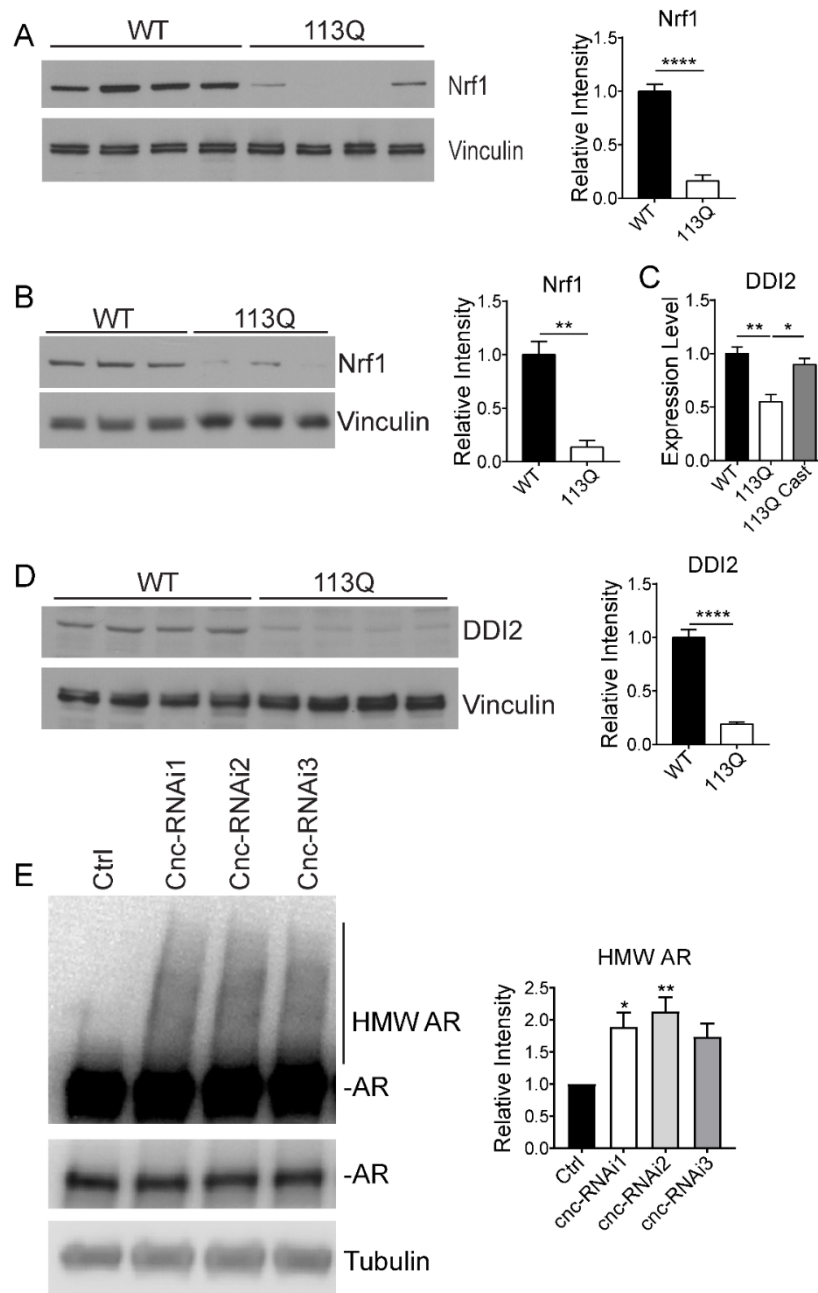 A
WT 113Q
Nrf1
Vinculin
Nrf1
Relative Intensity
1.5
1.0
0.5
0.0
****
WT
113Q
B
WT 113Q
Nrf1
Vinculin
Nrf1
Relative Intensity
1.5
1.0
0.5
0.0
**
WT
113Q
C
DDI2
Expression Level
1.5
1.0
0.5
0.0
** *
WT
113Q
113Q Cast
D
WT 113Q
DDI2
Vinculin
DDI2
Relative Intensity
1.5
1.0
0.5
0.0
****
WT
113Q
E
Ctrl
Cnc-RNAi1
Cnc-RNAi2
Cnc-RNAi3
HMW AR
-AR
-AR
Tubulin
HMW AR
Relative Intensity
2.5
2.0
1.5
1.0
0.5
0.0
* **
Ctrl
cnc-RNAi1
cnc-RNAi2
cnc-RNAi3